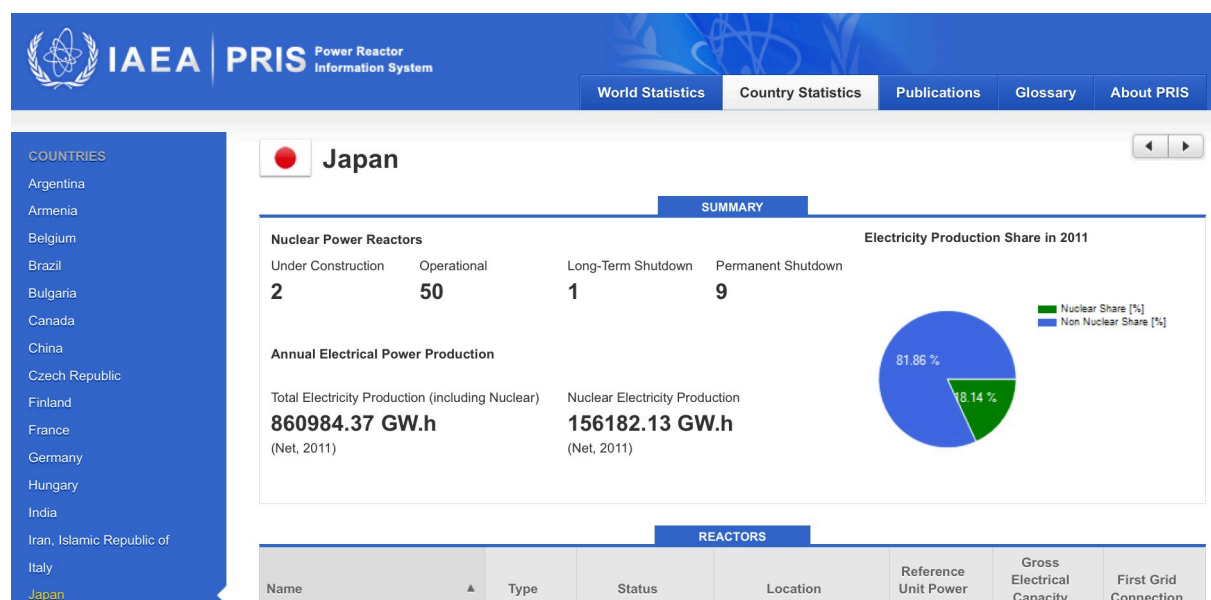 IAEA PRIS Power Reactor
Information System
World Statistics Country Statistics Publications Glossary About PRIS
COUNTRIES
Argentina
Armenia
Belgium
Brazil
Bulgaria
Canada
China
Czech Republic
Finland
France
Germany
Hungary
India
Iran, Islamic Republic of
Italy
Japan
Japan
SUMMARY
Nuclear Power Reactors
Under Construction Operational Long-Term Shutdown Permanent Shutdown
2 50 1 9
Annual Electrical Power Production
Total Electricity Production (including Nuclear) Nuclear Electricity Production
860984.37 GW.h 156182.13 GW.h
(Net, 2011) (Net, 2011)
Electricity Production Share in 2011
Nuclear Share [%]
Non Nuclear Share [%]
81.86 %
18.14 %
REACTORS
Name Type Status Location Reference Unit Power Gross Electrical Capacity First Grid Connection